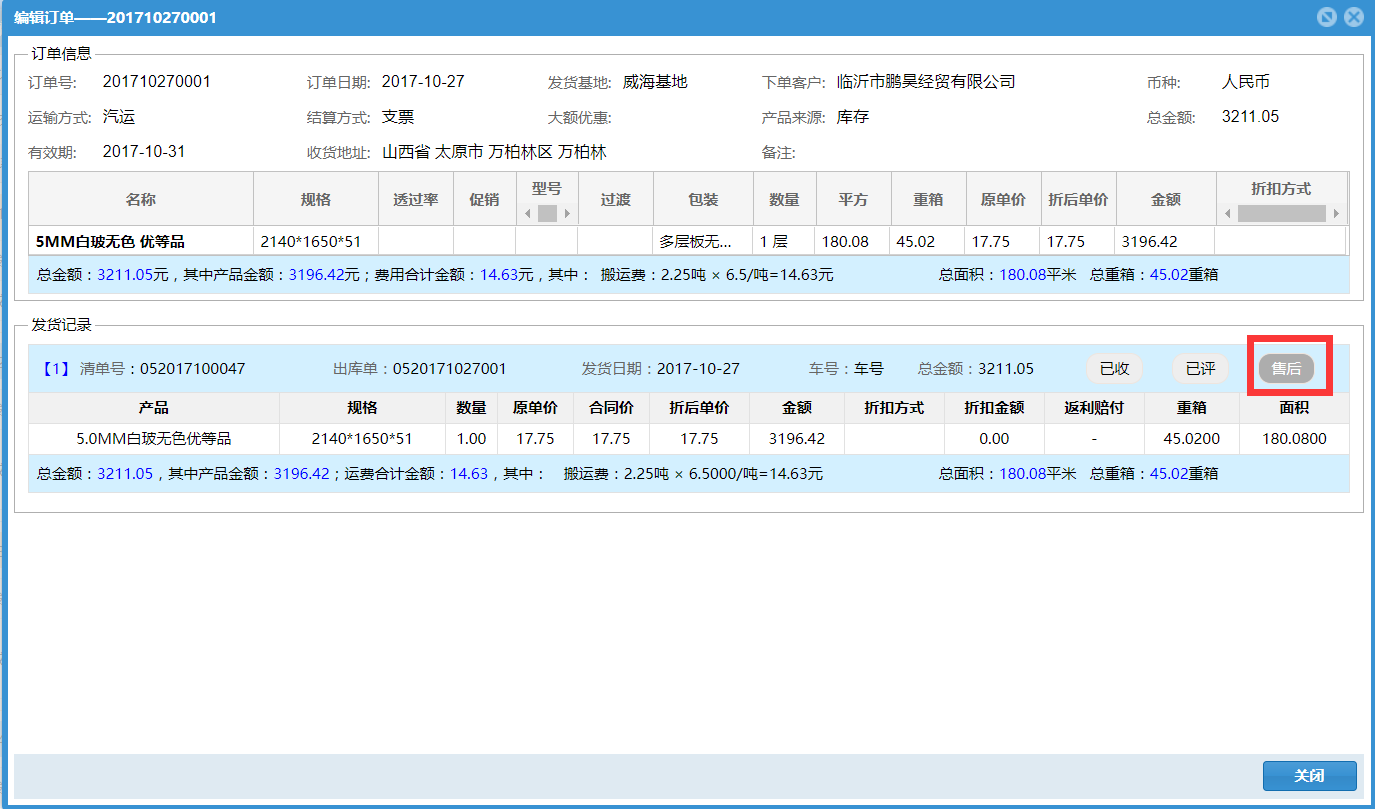 编辑订单——201710270001
订单信息
订单号: 201710270001 订单日期: 2017-10-27 发货基地: 威海基地 下单客户: 临沂市鹏昊经贸有限公司 币种: 人民币
运输方式: 汽运 结算方式: 支票 大额优惠: 产品来源: 库存 总金额: 3211.05
有效期: 2017-10-31 收货地址: 山西省 太原市 万柏林区 万柏林 备注:
名称 规格 透过率 促销 型号 过渡 包装 数量 平方 重箱 原单价 折后单价 金额 折扣方式
5MM白玻无色 优等品 2140*1650*51 多层板无... 1 层 180.08 45.02 17.75 17.75 3196.42
总金额：3211.05元，其中产品金额：3196.42元；费用合计金额：14.63元，其中： 搬运费：2.25吨 × 6.5/吨=14.63元 总面积：180.08平米 总重箱：45.02重箱
发货记录
【1】 清单号：052017100047 出库单：0520171027001 发货日期：2017-10-27 车号：车号 总金额：3211.05 已收 已评 售后
产品 规格 数量 原单价 合同价 折后单价 金额 折扣方式 折扣金额 返利赔付 重箱 面积
5.0MM白玻无色优等品 2140*1650*51 1.00 17.75 17.75 17.75 3196.42 0.00 - 45.0200 180.0800
总金额：3211.05，其中产品金额：3196.42；运费合计金额：14.63，其中： 搬运费：2.25吨 × 6.5000/吨=14.63元 总面积：180.08平米 总重箱：45.02重箱
关闭